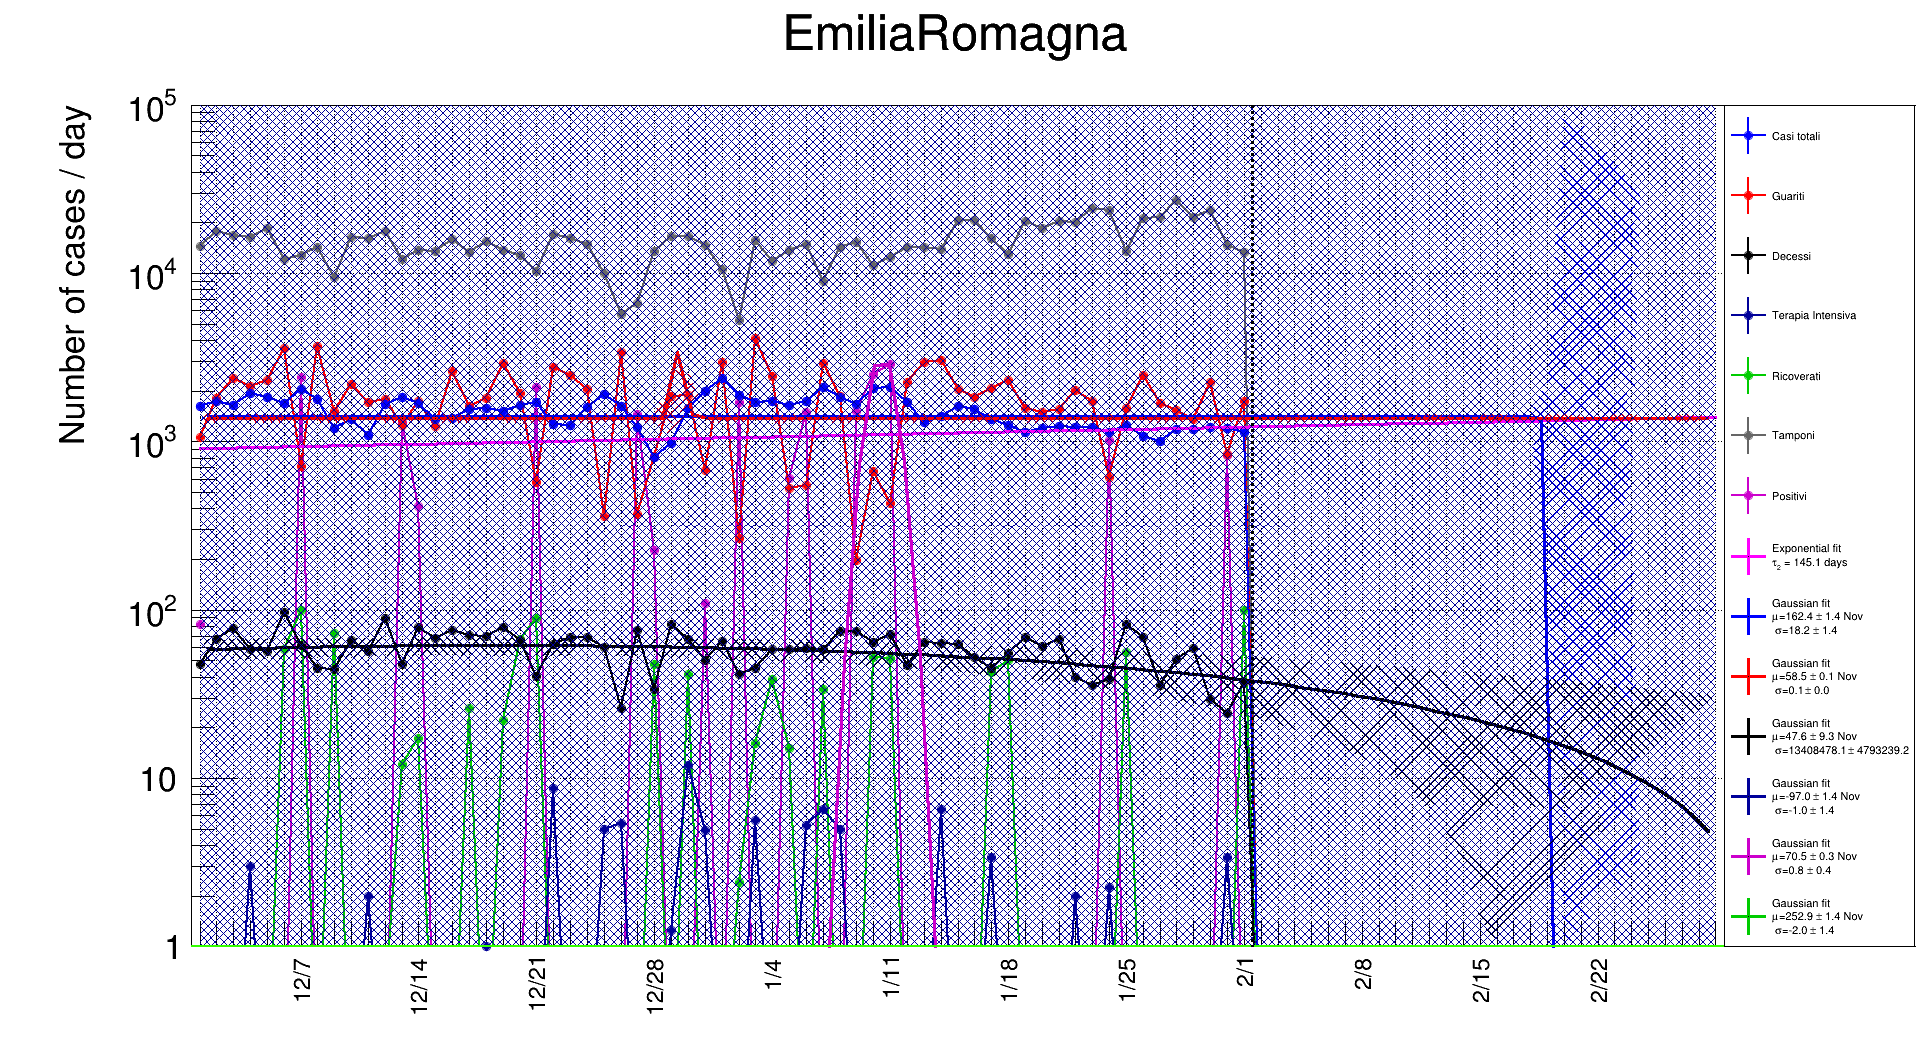 EmiliaRomagna
Number of cases / day
10^5
10^4
10^3
10^2
10
1
12/7
12/14
12/21
12/28
1/4
1/11
1/18
1/25
2/1
2/8
2/15
2/22
Casi totali
Guariti
Decessi
Terapia Intensiva
Ricoverati
Tamponi
Positivi
Exponential fit
τ₂ = 145.1 days
Gaussian fit
μ=162.4 ± 1.4 Nov
σ=18.2 ± 1.4
Gaussian fit
μ=58.5 ± 0.1 Nov
σ=0.1 ± 0.0
Gaussian fit
μ=47.6 ± 9.3 Nov
σ=13408478.1 ± 4793239.2
Gaussian fit
μ=-97.0 ± 1.4 Nov
σ=-1.0 ± 1.4
Gaussian fit
μ=70.5 ± 0.3 Nov
σ=0.8 ± 0.4
Gaussian fit
μ=252.9 ± 1.4 Nov
σ=-2.0 ± 1.4